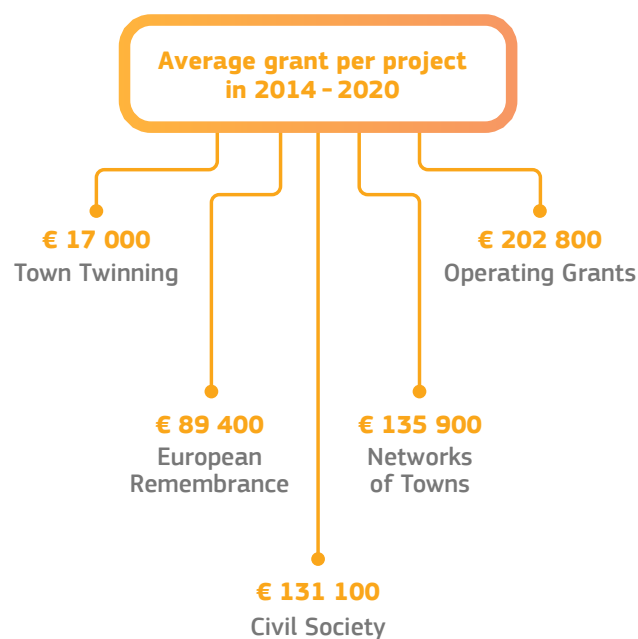 Average grant per project
in 2014 - 2020
€ 17 000
Town Twinning
€ 202 800
Operating Grants
€ 89 400
European
Remembrance
€ 135 900
Networks
of Towns
€ 131 100
Civil Society